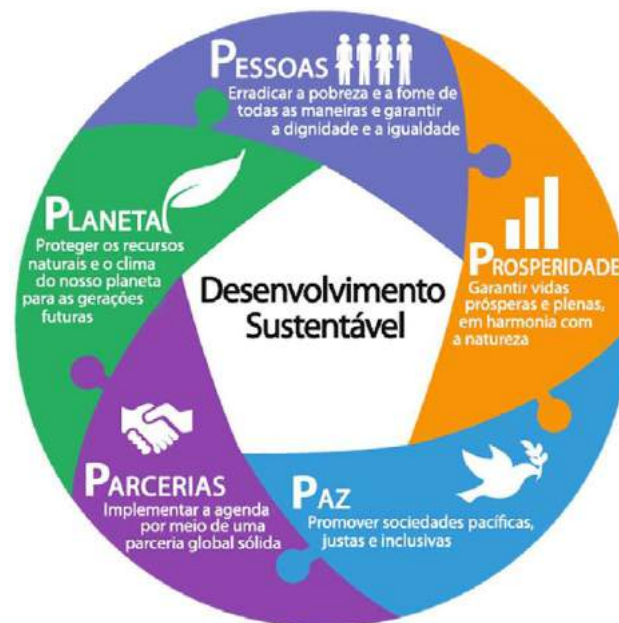 PESSOAS
Erradicar a pobreza e a fome de
todas as maneiras e garantir
a dignidade e a igualdade
PROSPERIDADE
Garantir vidas
prósperas e plenas,
em harmonia com
a natureza
PAZ
Promover sociedades pacíficas,
justas e inclusivas
PARCERIAS
Implementar a agenda
por meio de uma
parceria global sólida
PLANETA
Proteger os recursos
naturais e o clima
do nosso planeta
para as gerações
futuras
Desenvolvimento
Sustentável